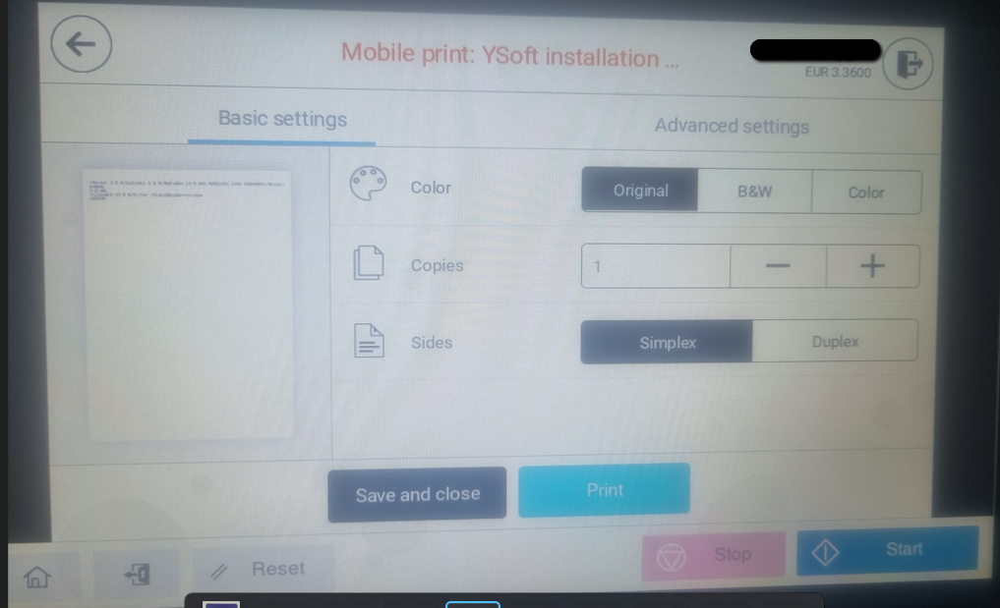 Mobile print: YSoft installation ...
EUR 3.3600
Basic settings
Advanced settings
Color
Original
B&W
Color
Copies
1
Sides
Simplex
Duplex
Save and close
Print
Reset
Stop
Start